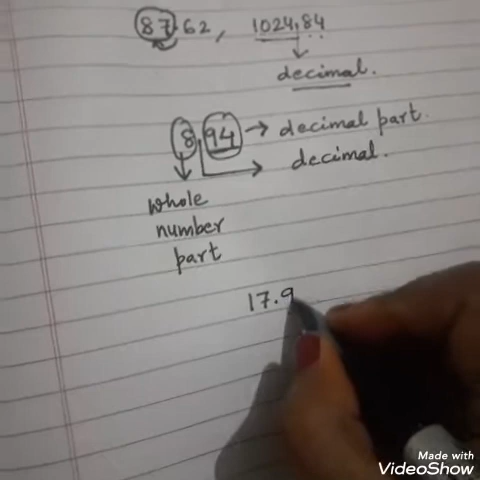 87.62, 1024.84
decimal.
8.94 → decimal part.
decimal.
whole
number
part
17.9
Made with
VideoShow